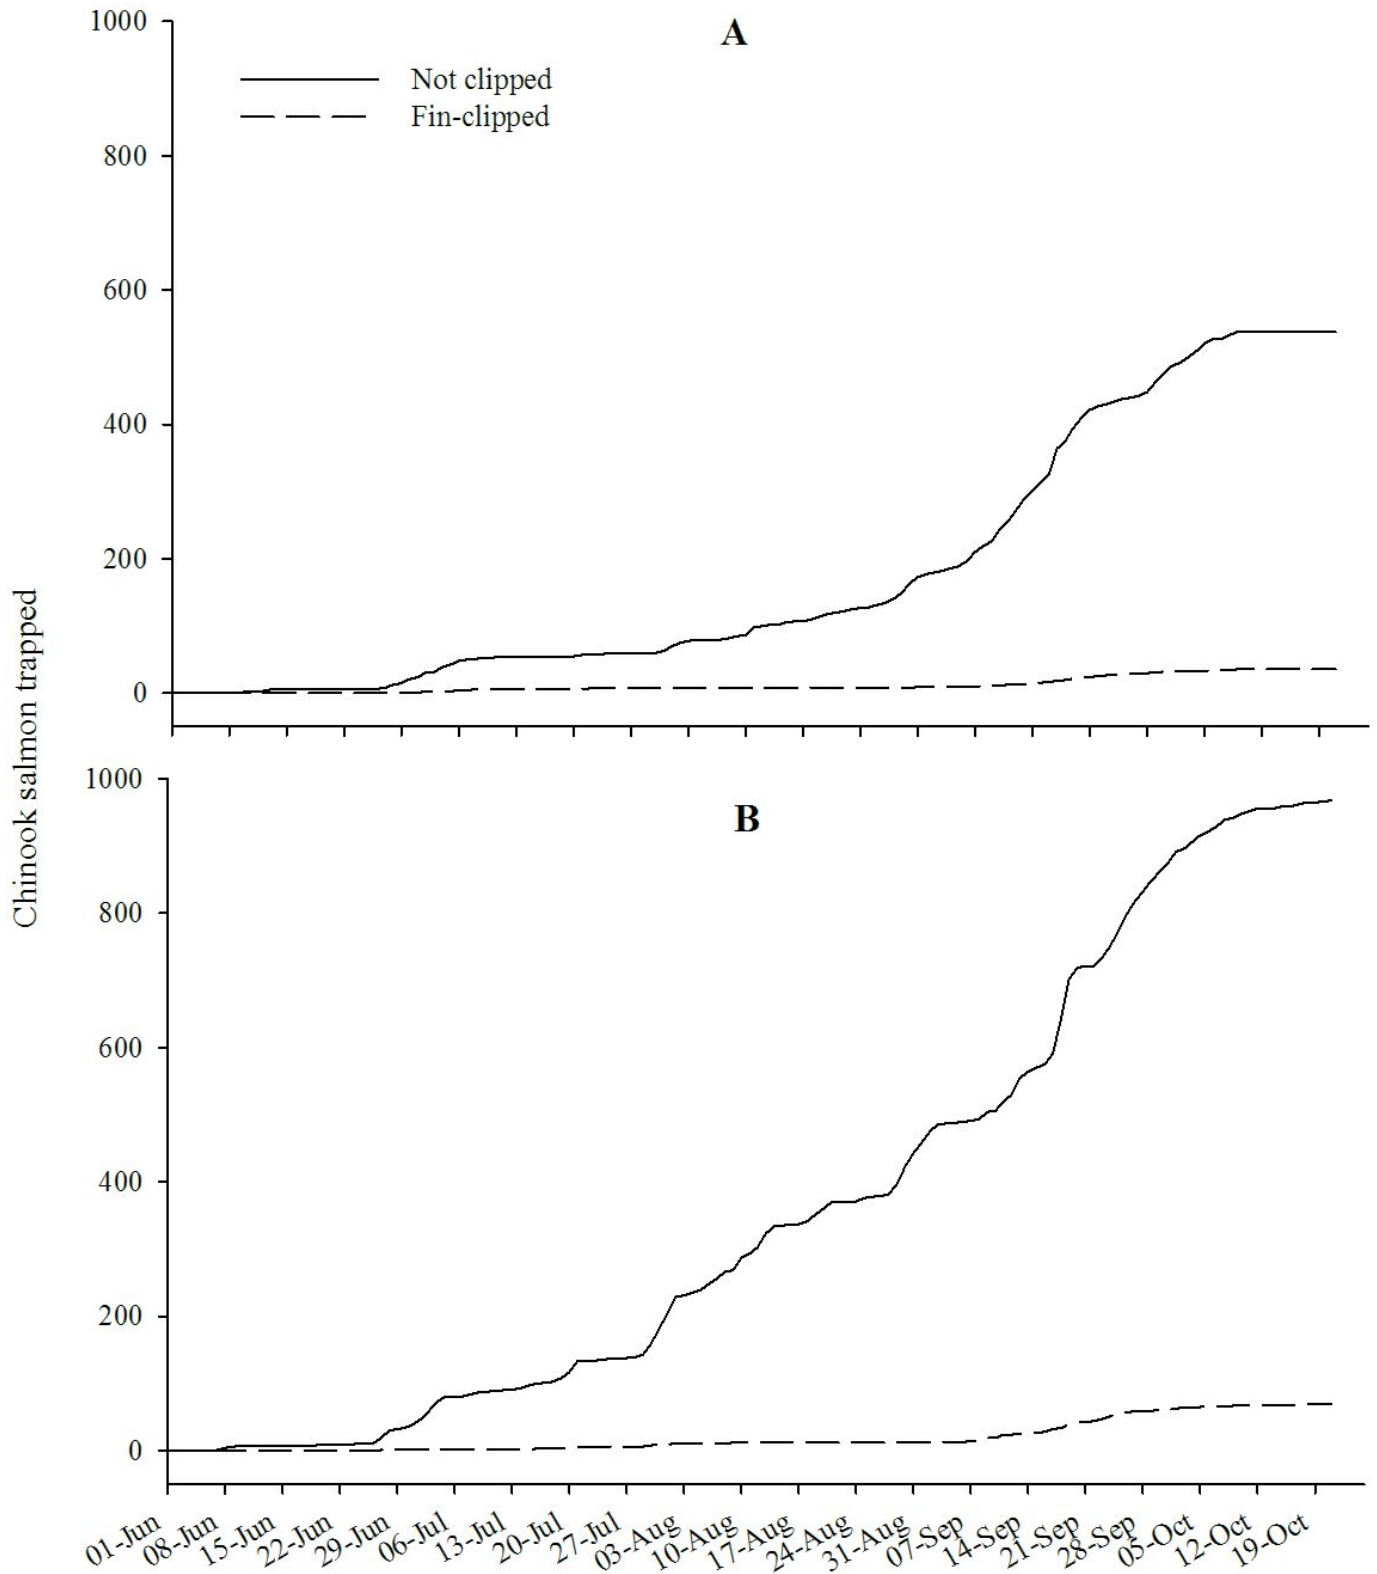 1000
A
Not clipped
Fin-clipped
800
600
400
200
0
Chinook salmon trapped
1000
B
800
600
400
200
0
01-Jun 08-Jun 15-Jun 22-Jun 29-Jun 06-Jul 13-Jul 20-Jul 27-Jul 03-Aug 10-Aug 17-Aug 24-Aug 31-Aug 07-Sep 14-Sep 21-Sep 28-Sep 05-Oct 12-Oct 19-Oct